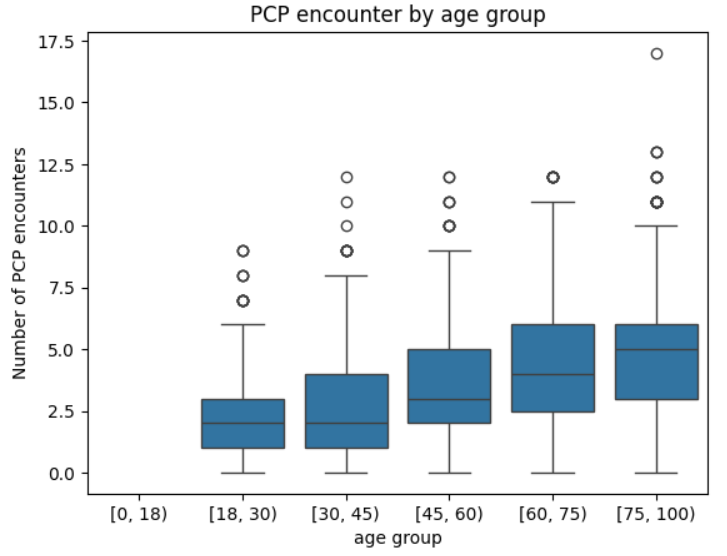 PCP encounter by age group
Number of PCP encounters
17.5
15.0
12.5
10.0
7.5
5.0
2.5
0.0
[0, 18) [18, 30) [30, 45) [45, 60) [60, 75) [75, 100)
age group